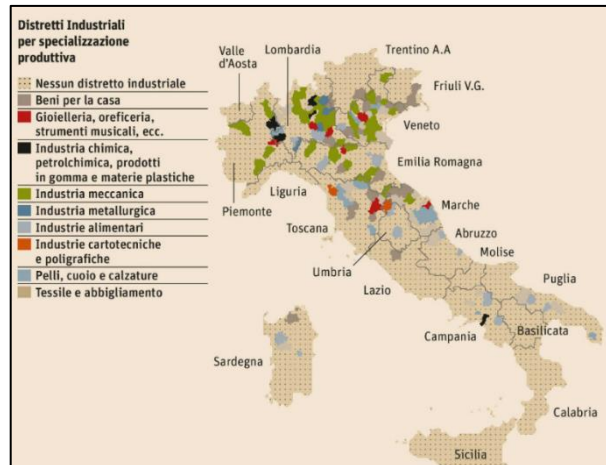 Distretti Industriali
per specializzazione
produttiva
Nessun distretto industriale
Beni per la casa
Gioielleria, oreficeria,
strumenti musicali, ecc.
Industria chimica,
petrolchimica, prodotti
in gomma e materie plastiche
Industria meccanica
Industria metallurgica
Industrie alimentari
Industrie cartotecniche
e poligrafiche
Pelli, cuoio e calzature
Tessile e abbigliamento
Valle
d'Aosta
Lombardia
Trentino A.A
Friuli V.G.
Veneto
Emilia Romagna
Liguria
Piemonte
Toscana
Marche
Abruzzo
Molise
Umbria
Lazio
Puglia
Campania
Basilicata
Sardegna
Calabria
Sicilia